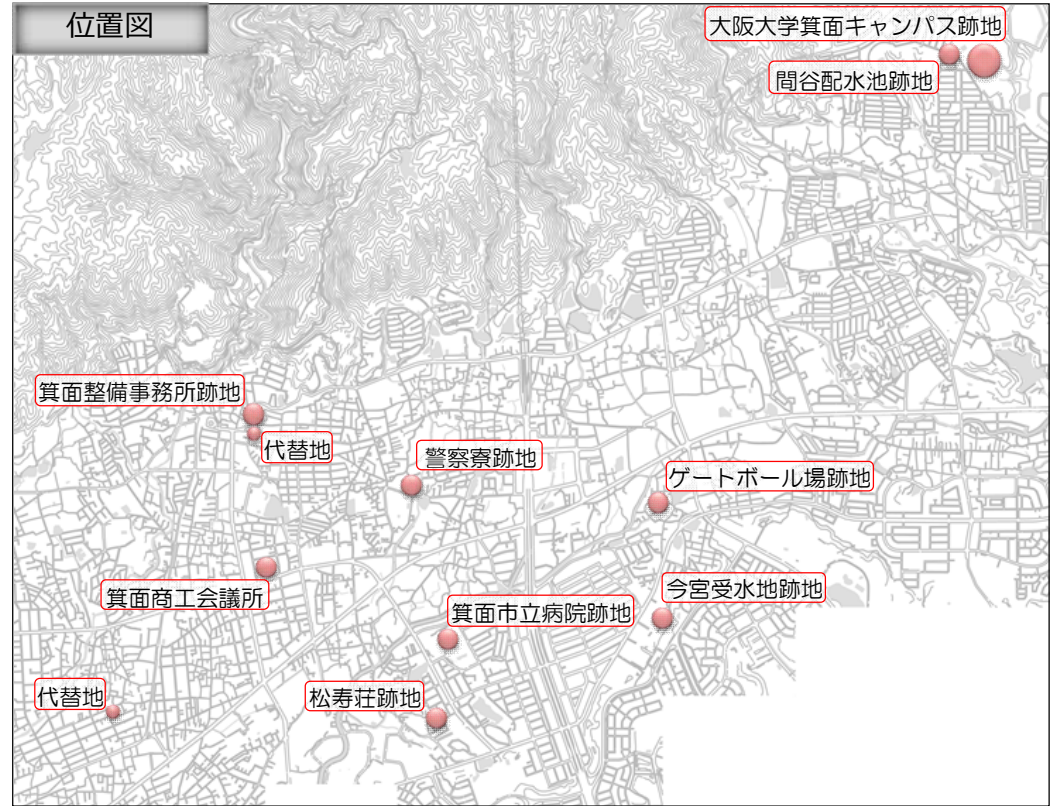 位置図
大阪大学箕面キャンパス跡地
間谷配水池跡地
箕面整備事務所跡地
代替地
警察寮跡地
ゲートボール場跡地
箕面商工会議所
今宮受水地跡地
箕面市立病院跡地
代替地
松寿荘跡地